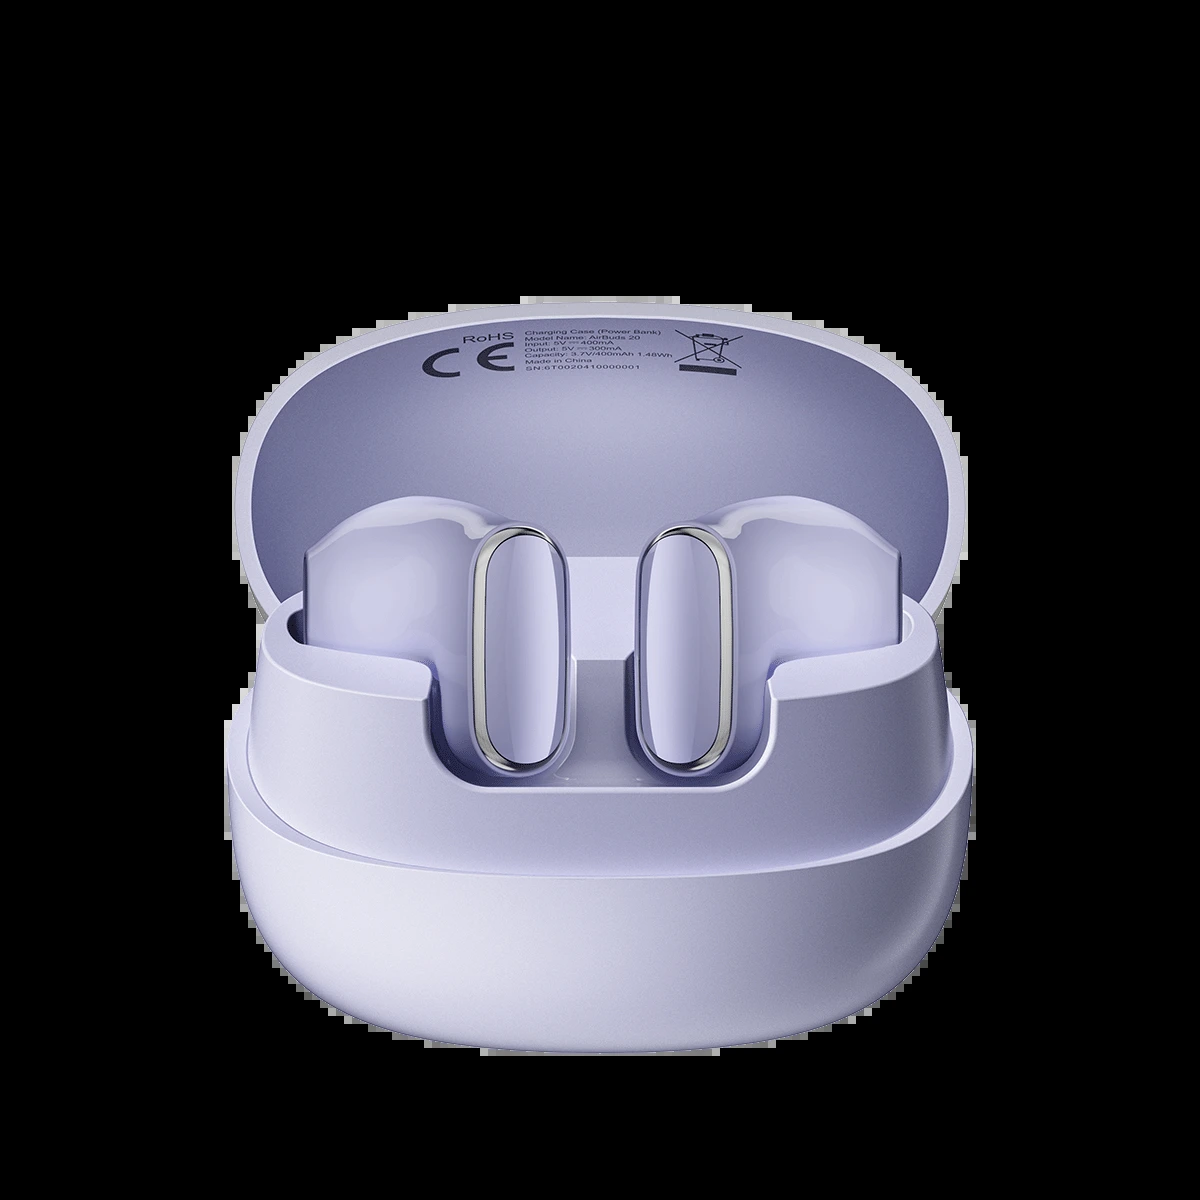 RoHS
CE
Charging Case (Power Bank)
Model Name: AirBuds 20
Input: 5V⎓400mA
Output: 5V⎓300mA
Capacity: 3.7V/400mAh 1.48Wh
Made in China
SN:6T0020410000001